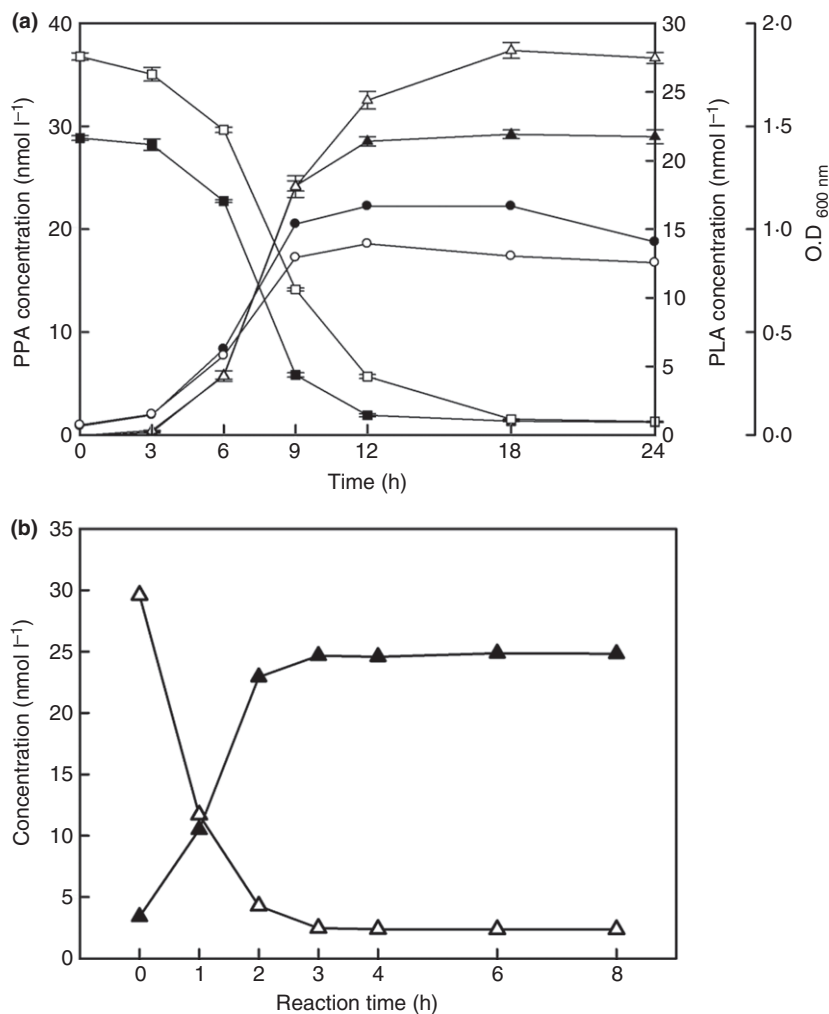 (a)
40
30
20
10
0
PPA concentration (nmol l⁻¹)
30
25
20
15
10
5
0
PLA concentration (nmol l⁻¹)
2·0
1·5
1·0
0·5
0·0
O.D 600 nm
0 3 6 9 12 18 24
Time (h)
(b)
35
30
25
20
15
10
5
0
Concentration (nmol l⁻¹)
0 1 2 3 4 6 8
Reaction time (h)